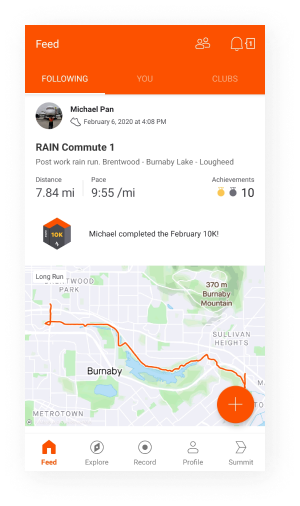 Feed
1
FOLLOWING YOU CLUBS
Michael Pan
February 6, 2020 at 4:08 PM
RAIN Commute 1
Post work rain run. Brentwood - Burnaby Lake - Lougheed
Distance Pace Achievements
7.84 mi 9:55 /mi 10
10K
Michael completed the February 10K!
Long Run
PARK
370 m
Burnaby
Mountain
SULLIVAN
HEIGHTS
Burnaby
METROTOWN
Feed Explore Record Profile Summit